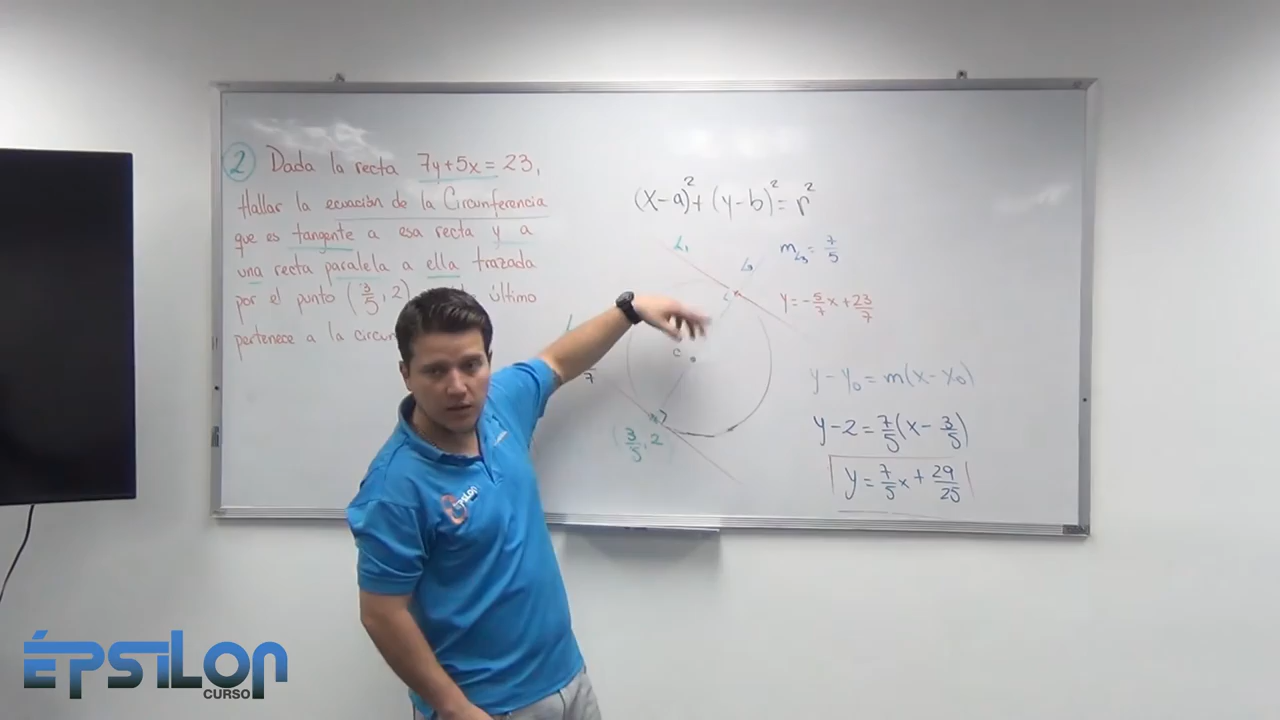 2 Dada la recta 7y+5x=23,
Hallar la ecuación de la Circunferencia
que es tangente a esa recta y a
una recta paralela a ella trazada
por el punto (3/5, 2) último
pertenece a la
(x-a)²+(y-b)²=r²
L₁
L₃
m_L₃ = 7/5
y=-5/7x+23/7
c
7
(3/5, 2
y-y₀=m(x-x₀)
y-2=7/5(x-3/5)
y=7/5x+29/25
ÉPSILON
CURSO